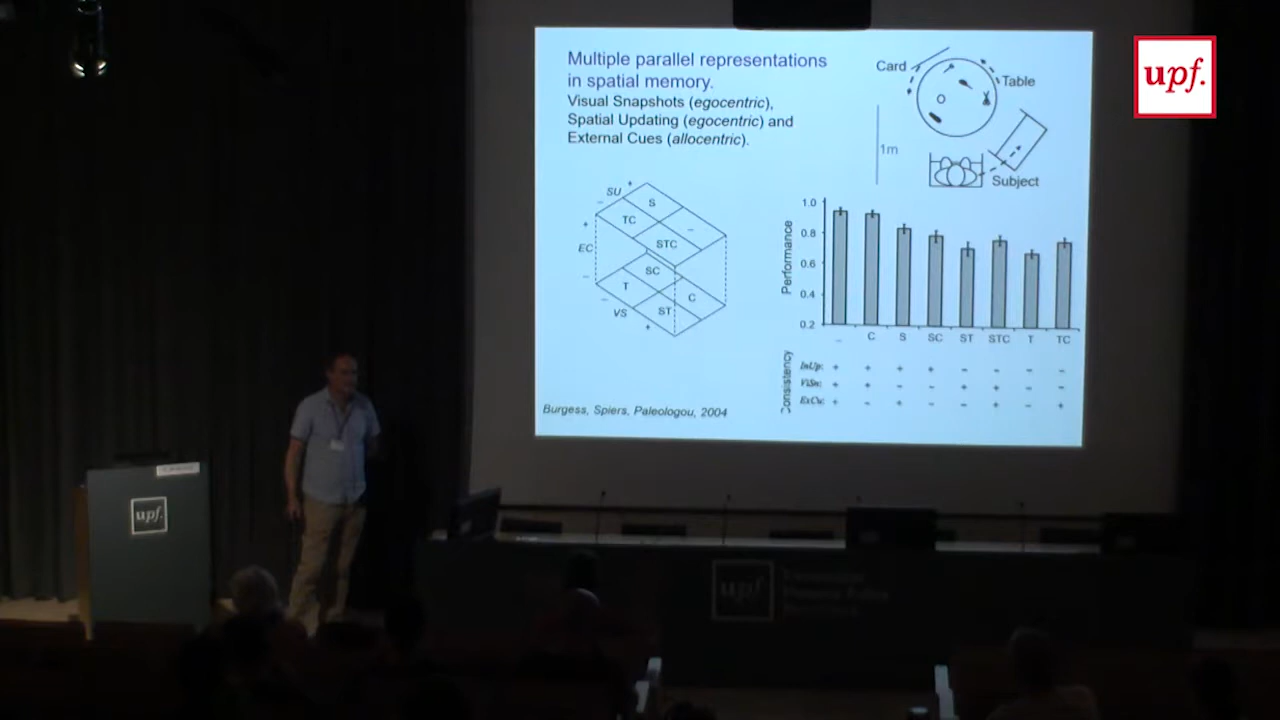 Multiple parallel representations
in spatial memory.
Visual Snapshots (egocentric),
Spatial Updating (egocentric) and
External Cues (allocentric).
Card
Table
1m
Subject
SU
+
–
S
TC
–
STC
+
EC
–
SC
T
C
ST
–
VS
+
Performance
1.0
0.8
0.6
0.4
0.2
– C S SC ST STC T TC
Consistency
InUp: + + + + – – – –
ViSn: + + – – + + – –
ExCu: + – + – – + – +
Burgess, Spiers, Paleologou, 2004
upf.
upf.
upf.